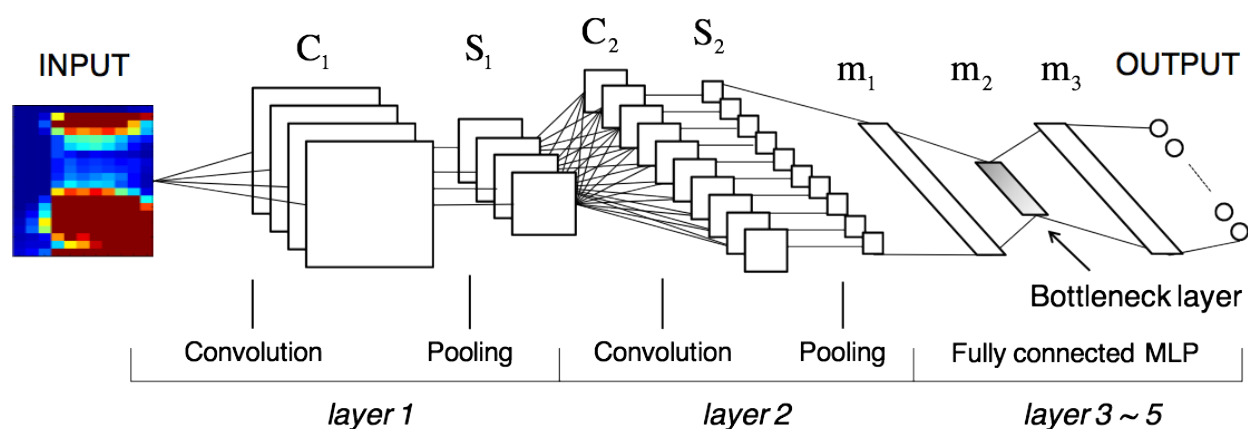 INPUT
C1
S1
C2
S2
m1
m2
m3
OUTPUT
Bottleneck layer
Convolution
Pooling
Convolution
Pooling
Fully connected MLP
layer 1
layer 2
layer 3 ~ 5